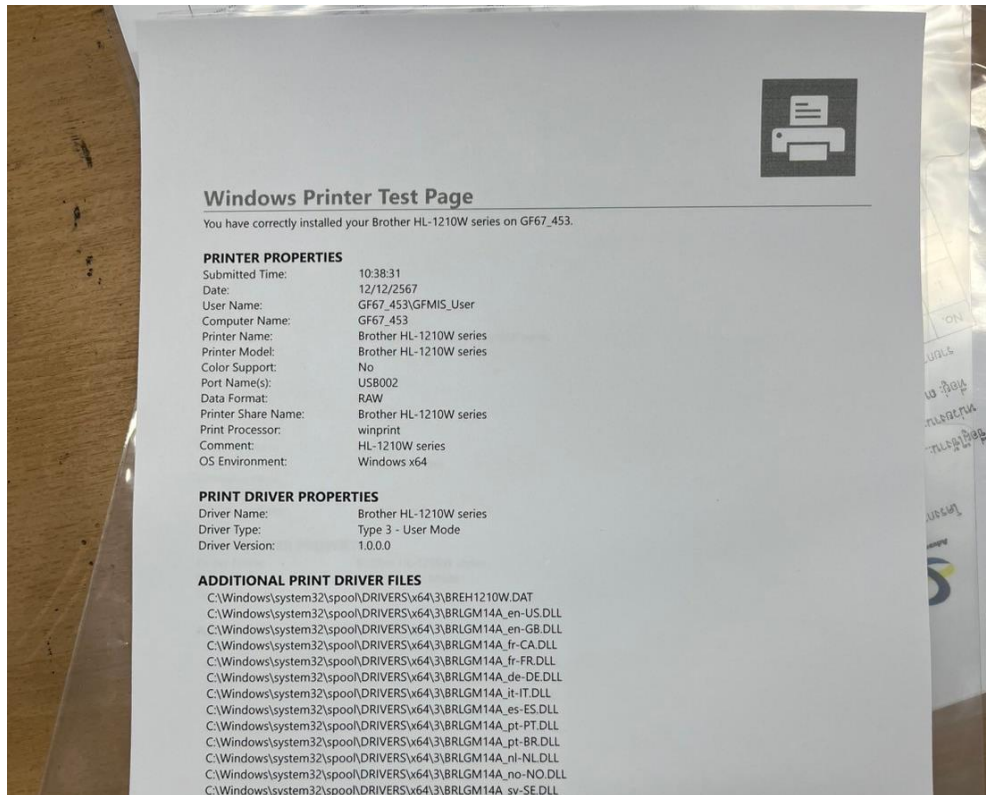 Windows Printer Test Page
You have correctly installed your Brother HL-1210W series on GF67_453.
PRINTER PROPERTIES
Submitted Time: 10:38:31
Date: 12/12/2567
User Name: GF67_453\GFMIS_User
Computer Name: GF67_453
Printer Name: Brother HL-1210W series
Printer Model: Brother HL-1210W series
Color Support: No
Port Name(s): USB002
Data Format: RAW
Printer Share Name: Brother HL-1210W series
Print Processor: winprint
Comment: HL-1210W series
OS Environment: Windows x64
PRINT DRIVER PROPERTIES
Driver Name: Brother HL-1210W series
Driver Type: Type 3 - User Mode
Driver Version: 1.0.0.0
ADDITIONAL PRINT DRIVER FILES
C:\Windows\system32\spool\DRIVERS\x64\3\BREH1210W.DAT
C:\Windows\system32\spool\DRIVERS\x64\3\BRLGM14A_en-US.DLL
C:\Windows\system32\spool\DRIVERS\x64\3\BRLGM14A_en-GB.DLL
C:\Windows\system32\spool\DRIVERS\x64\3\BRLGM14A_fr-CA.DLL
C:\Windows\system32\spool\DRIVERS\x64\3\BRLGM14A_fr-FR.DLL
C:\Windows\system32\spool\DRIVERS\x64\3\BRLGM14A_de-DE.DLL
C:\Windows\system32\spool\DRIVERS\x64\3\BRLGM14A_it-IT.DLL
C:\Windows\system32\spool\DRIVERS\x64\3\BRLGM14A_es-ES.DLL
C:\Windows\system32\spool\DRIVERS\x64\3\BRLGM14A_pt-PT.DLL
C:\Windows\system32\spool\DRIVERS\x64\3\BRLGM14A_pt-BR.DLL
C:\Windows\system32\spool\DRIVERS\x64\3\BRLGM14A_nl-NL.DLL
C:\Windows\system32\spool\DRIVERS\x64\3\BRLGM14A_no-NO.DLL
C:\Windows\system32\spool\DRIVERS\x64\3\BRLGM14A_sv-SE.DLL
No.